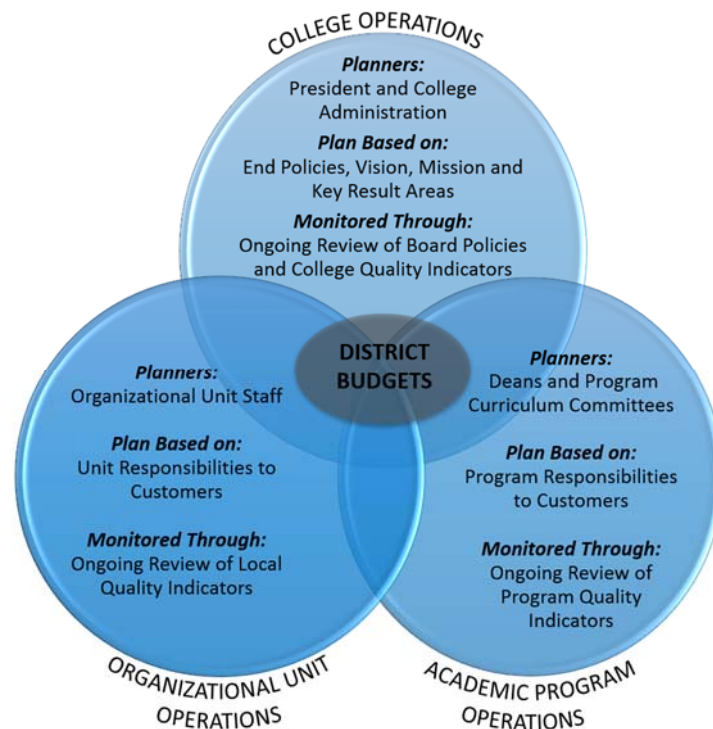 COLLEGE OPERATIONS
Planners:
President and College
Administration
Plan Based on:
End Policies, Vision, Mission and
Key Result Areas
Monitored Through:
Ongoing Review of Board Policies
and College Quality Indicators
DISTRICT
BUDGETS
Planners:
Organizational Unit Staff
Plan Based on:
Unit Responsibilities to
Customers
Monitored Through:
Ongoing Review of Local
Quality Indicators
ORGANIZATIONAL UNIT
OPERATIONS
Planners:
Deans and Program
Curriculum Committees
Plan Based on:
Program Responsibilities
to Customers
Monitored Through:
Ongoing Review of
Program Quality
Indicators
ACADEMIC PROGRAM
OPERATIONS